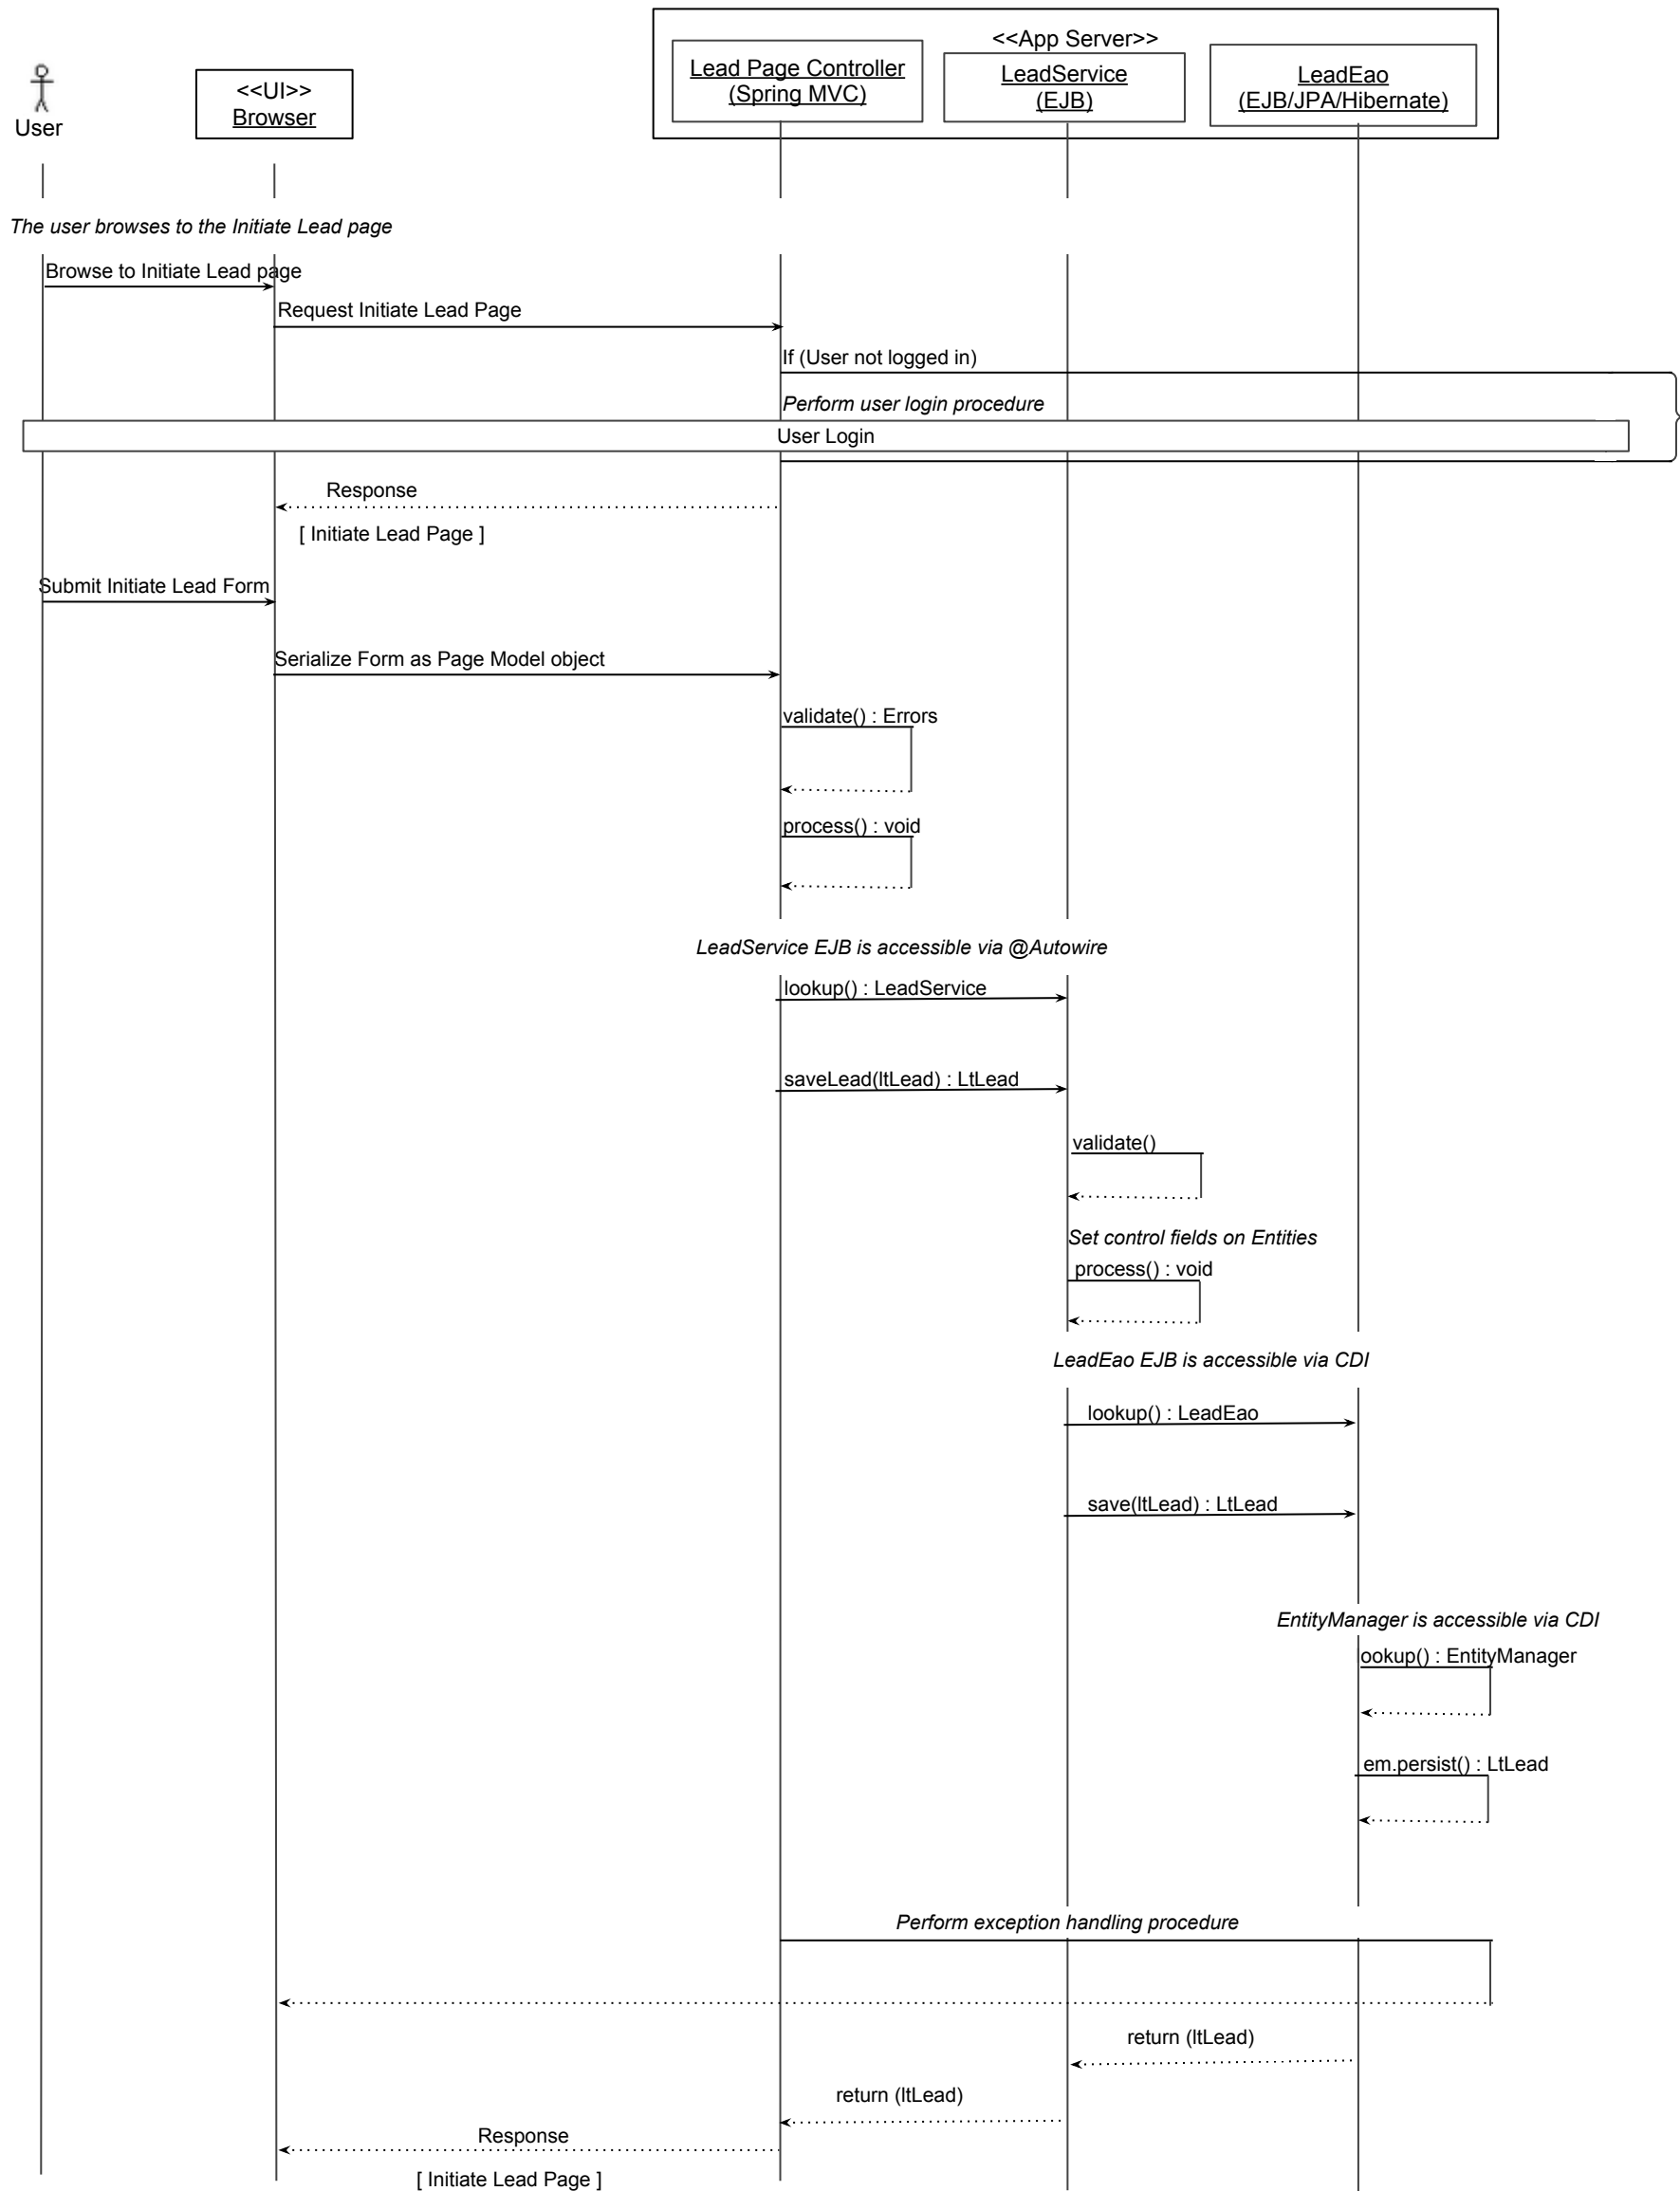 <<App Server>>
Lead Page Controller
(Spring MVC)
LeadService
(EJB)
LeadEao
(EJB/JPA/Hibernate)
<<UI>>
Browser
User
The user browses to the Initiate Lead page
Browse to Initiate Lead page
Request Initiate Lead Page
If (User not logged in)
Perform user login procedure
User Login
Response
[ Initiate Lead Page ]
Submit Initiate Lead Form
Serialize Form as Page Model object
validate() : Errors
process() : void
LeadService EJB is accessible via @Autowire
lookup() : LeadService
saveLead(ltLead) : LtLead
validate()
Set control fields on Entities
process() : void
LeadEao EJB is accessible via CDI
lookup() : LeadEao
save(ltLead) : LtLead
EntityManager is accessible via CDI
ookup() : EntityManager
em.persist() : LtLead
Perform exception handling procedure
return (ltLead)
return (ltLead)
Response
[ Initiate Lead Page ]